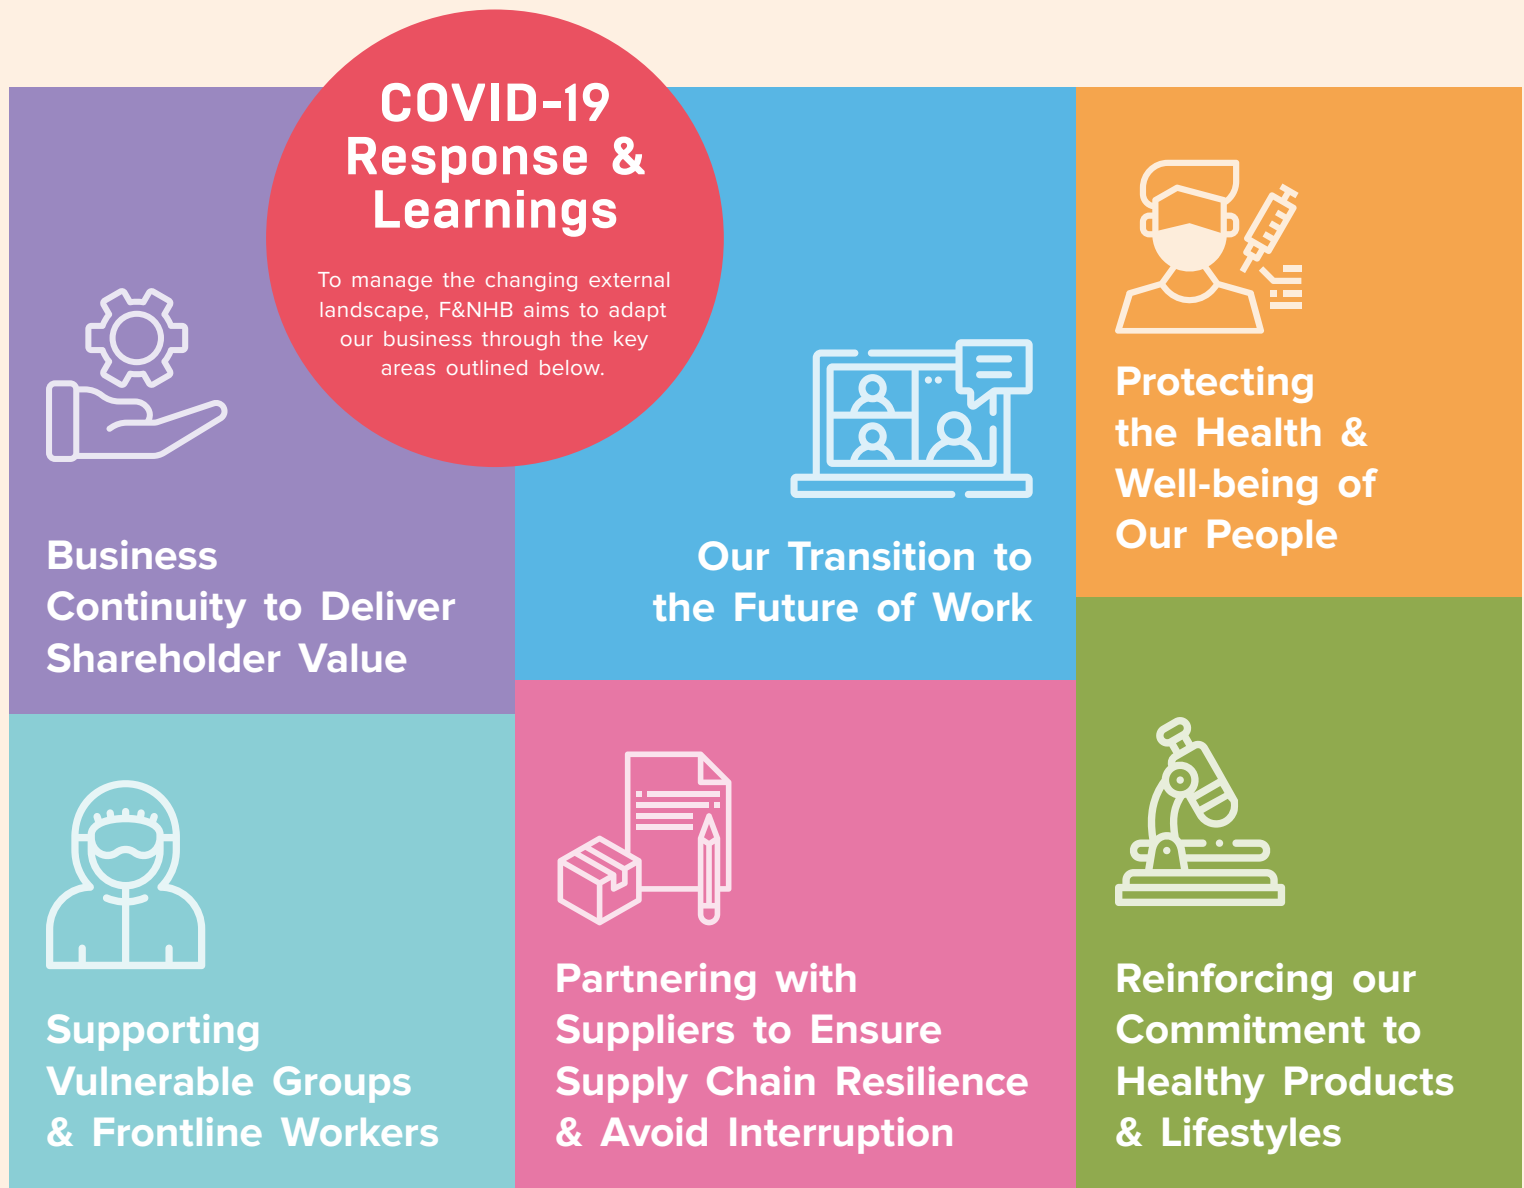 COVID-19
Response &
Learnings
To manage the changing external
landscape, F&NHB aims to adapt
our business through the key
areas outlined below.
Business
Continuity to Deliver
Shareholder Value
Our Transition to
the Future of Work
Protecting
the Health &
Well-being of
Our People
Supporting
Vulnerable Groups
& Frontline Workers
Partnering with
Suppliers to Ensure
Supply Chain Resilience
& Avoid Interruption
Reinforcing our
Commitment to
Healthy Products
& Lifestyles